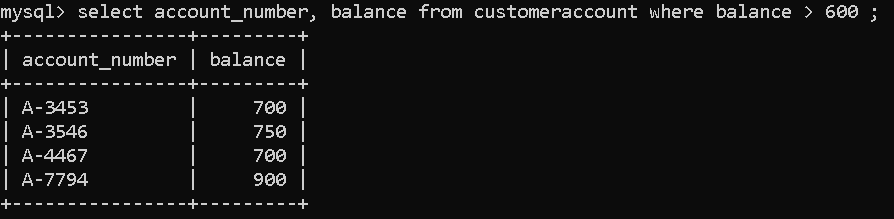 mysql> select account_number, balance from customeraccount where balance > 600 ;
+----------------+---------+
| account_number | balance |
+----------------+---------+
| A-3453         |     700 |
| A-3546         |     750 |
| A-4467         |     700 |
| A-7794         |     900 |
+----------------+---------+